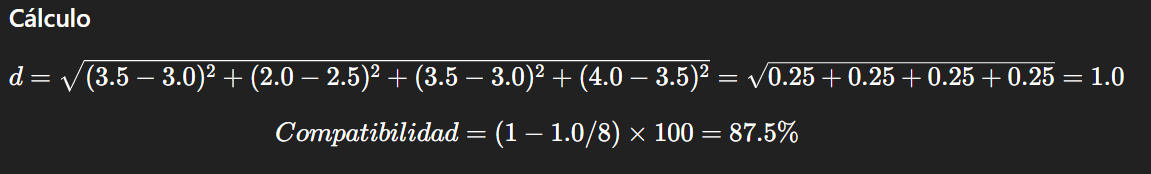 Cálculo
d = √(3.5 − 3.0)² + (2.0 − 2.5)² + (3.5 − 3.0)² + (4.0 − 3.5)² = √0.25 + 0.25 + 0.25 + 0.25 = 1.0
Compatibilidad = (1 − 1.0/8) × 100 = 87.5%